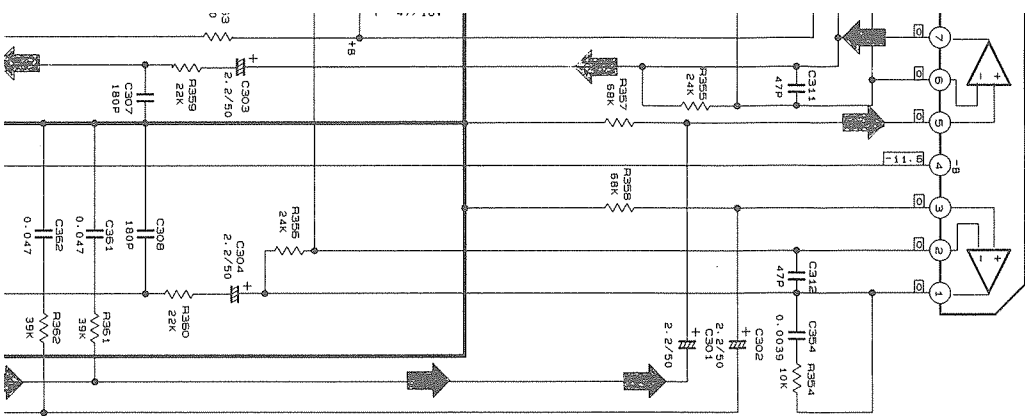 47/16V
+B
R359
22K
C303
2.2/50
+
C307
180P
R357
68K
R355
24K
C311
47P
0
7
0
6
0
5
-11.6
4
-B
0
3
0
2
0
1
-
+
+
-
R358
68K
R356
24K
C304
2.2/50
+
C308
180P
C361
0.047
C362
0.047
R360
22K
R361
39K
R362
39K
C312
47P
C354
0.0039
R354
10K
C301
2.2/50
+
C302
2.2/50
+